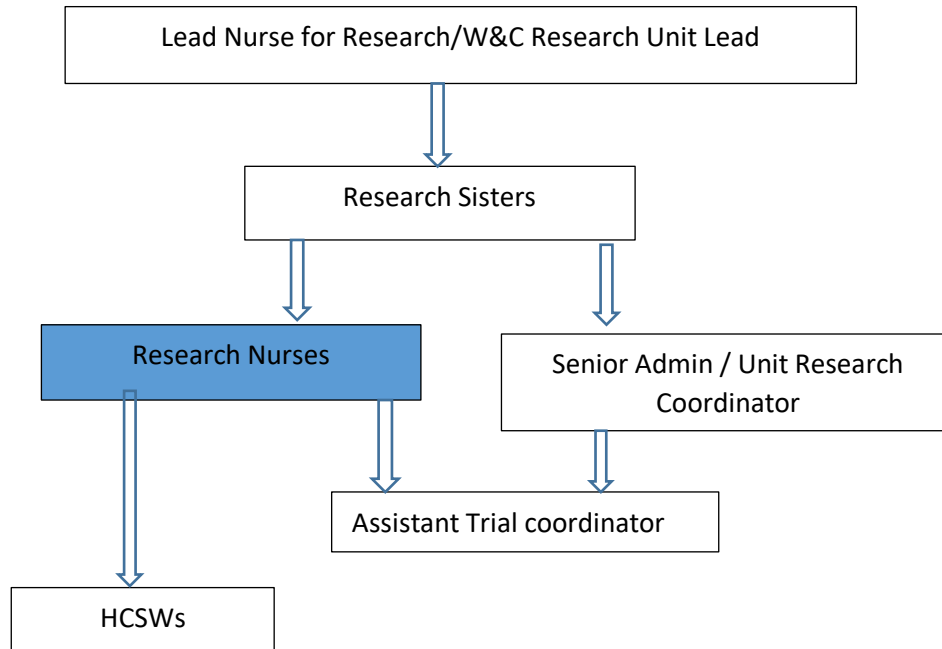 Lead Nurse for Research/W&C Research Unit Lead
Research Sisters
Research Nurses
Senior Admin / Unit Research
Coordinator
Assistant Trial coordinator
HCSWs